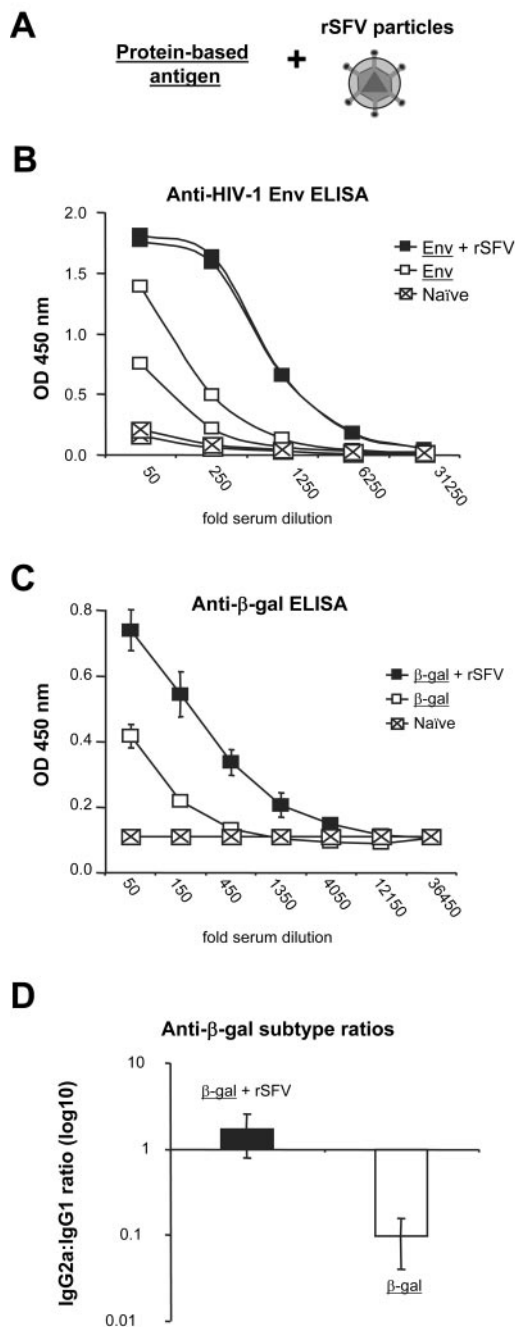 A
Protein-based
antigen
+
rSFV particles
B
Anti-HIV-1 Env ELISA
2.0
1.5
1.0
0.5
0.0
OD 450 nm
50
250
1250
6250
31250
fold serum dilution
Env + rSFV
Env
Naïve
C
Anti-β-gal ELISA
0.8
0.6
0.4
0.2
0.0
OD 450 nm
50
150
450
1350
4050
12150
36450
fold serum dilution
β-gal + rSFV
β-gal
Naïve
D
Anti-β-gal subtype ratios
10
1
0.1
0.01
IgG2a:IgG1 ratio (log10)
β-gal + rSFV
β-gal